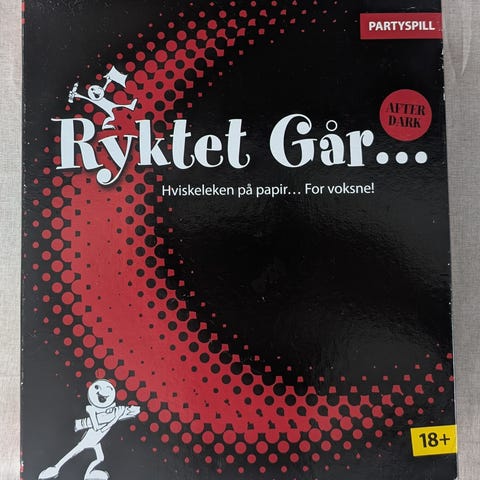 PARTYSPILL
AFTER
DARK
Ryktet Går...
Hviskeleken på papir... For voksne!
18+